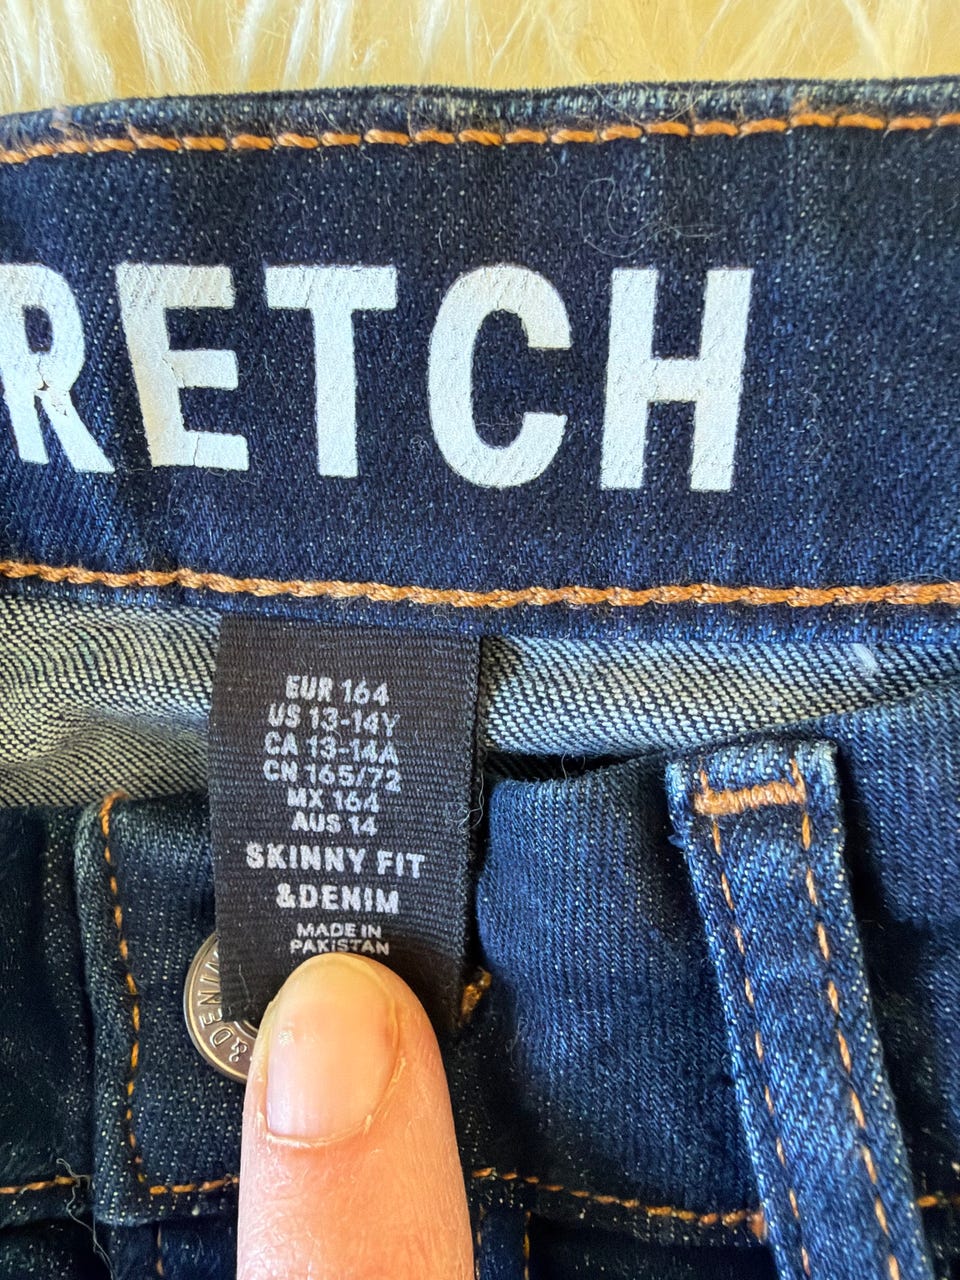 RETCH
EUR 164
US 13-14Y
CA 13-14A
CN 165/72
MX 164
AUS 14
SKINNY FIT
&DENIM
MADE IN
PAKISTAN
&DENIM